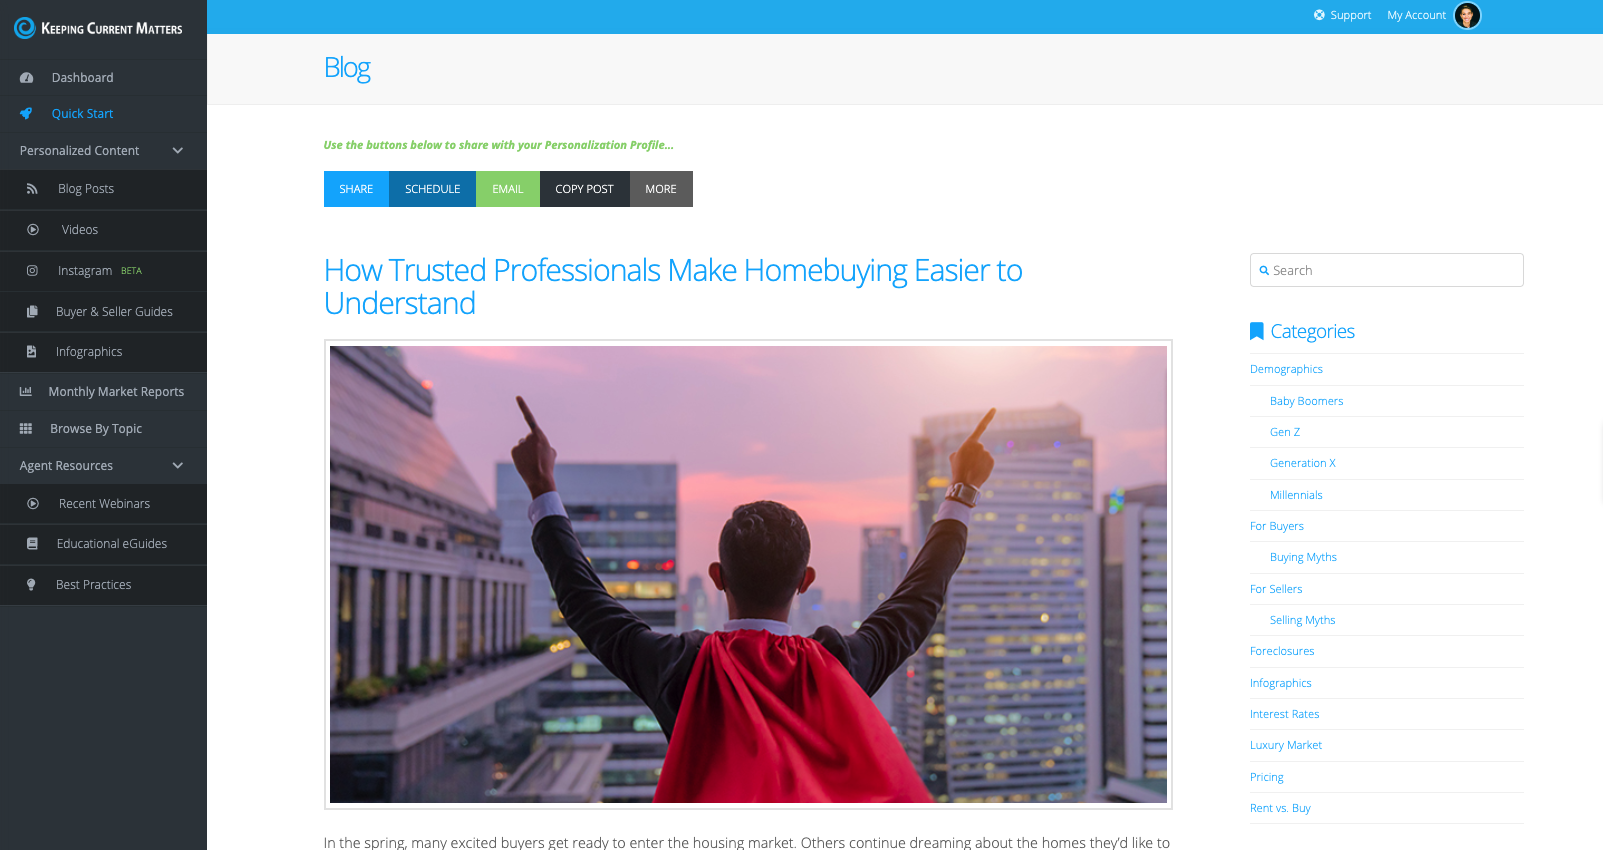 KEEPING CURRENT MATTERS
Dashboard
Quick Start
Personalized Content
Blog Posts
Videos
Instagram BETA
Buyer & Seller Guides
Infographics
Monthly Market Reports
Browse By Topic
Agent Resources
Recent Webinars
Educational eGuides
Best Practices
Support My Account
Blog
Use the buttons below to share with your Personalization Profile...
SHARE SCHEDULE EMAIL COPY POST MORE
How Trusted Professionals Make Homebuying Easier to
Understand
In the spring, many excited buyers get ready to enter the housing market. Others continue dreaming about the homes they’d like to
Search
Categories
Demographics
Baby Boomers
Gen Z
Generation X
Millennials
For Buyers
Buying Myths
For Sellers
Selling Myths
Foreclosures
Infographics
Interest Rates
Luxury Market
Pricing
Rent vs. Buy